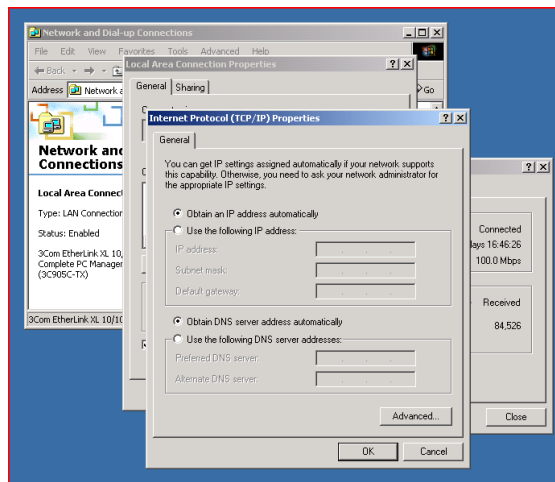 Network and Dial-up Connections
File Edit View Favorites Tools Advanced Help
Back
Address Network
Go
Network and
Connections
Local Area Connect
Type: LAN Connection
Status: Enabled
3Com EtherLink XL 10,
Complete PC Manager
(3C905C-TX)
3Com EtherLink XL 10/10
Local Area Connection Properties
General Sharing
Internet Protocol (TCP/IP) Properties
General
You can get IP settings assigned automatically if your network supports
this capability. Otherwise, you need to ask your network administrator for
the appropriate IP settings.
Obtain an IP address automatically
Use the following IP address:
IP address:
Subnet mask:
Default gateway:
Obtain DNS server address automatically
Use the following DNS server addresses:
Preferred DNS server:
Alternate DNS server:
Advanced...
OK Cancel
Connected
days 16:46:26
100.0 Mbps
Received
84,526
Close